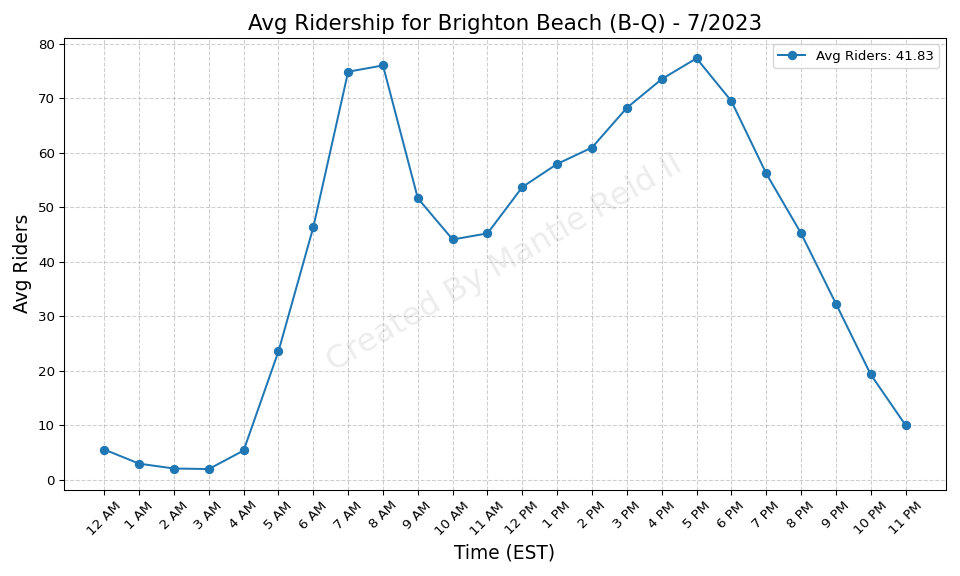 Avg Ridership for Brighton Beach (B-Q) - 7/2023
Avg Riders: 41.83
80
70
60
50
40
30
20
10
0
Avg Riders
Created By Mantie Reid II
12 AM
1 AM
2 AM
3 AM
4 AM
5 AM
6 AM
7 AM
8 AM
9 AM
10 AM
11 AM
12 PM
1 PM
2 PM
3 PM
4 PM
5 PM
6 PM
7 PM
8 PM
9 PM
10 PM
11 PM
Time (EST)